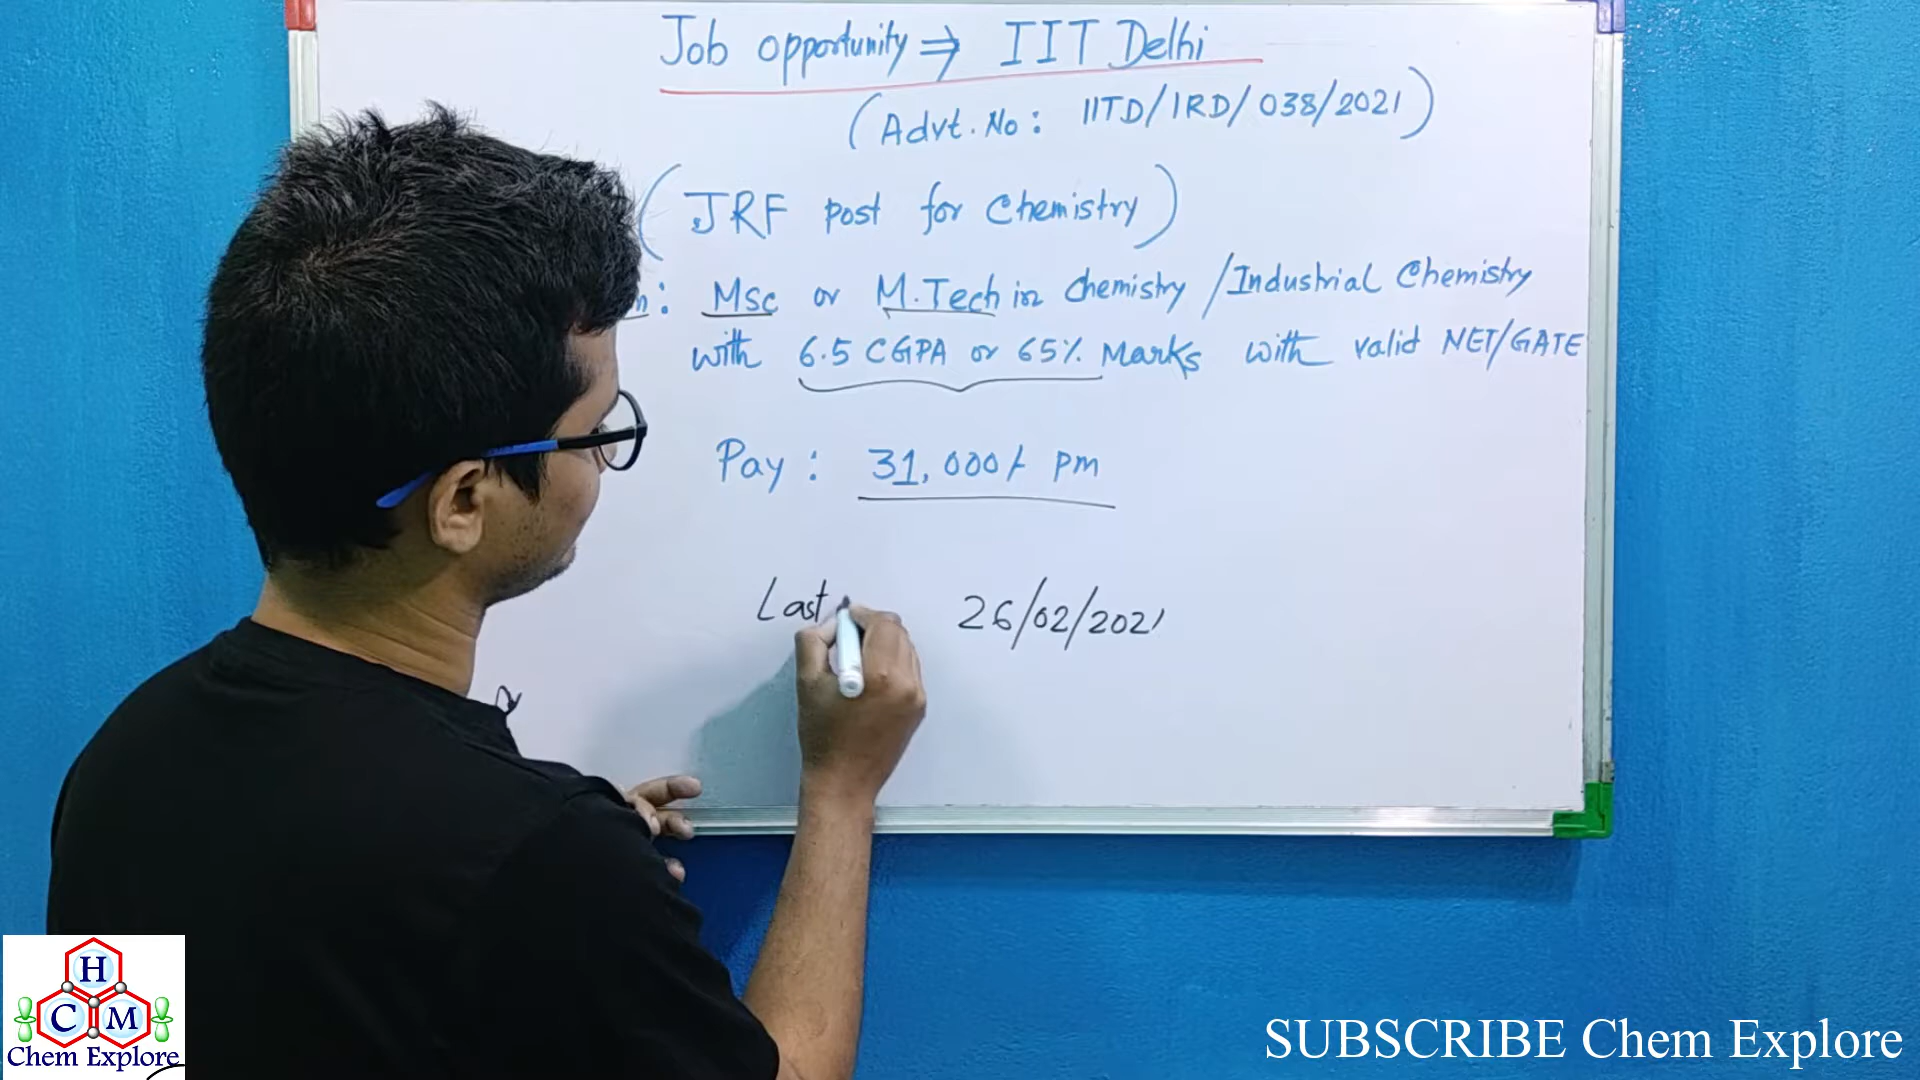 Job opportunity ⇒ IIT Delhi
(Advt. No: IITD/IRD/038/2021)
(JRF post for Chemistry)
: MSc or M.Tech in Chemistry / Industrial Chemistry
with 6.5 CGPA or 65% Marks with valid NET/GATE
Pay: 31,000/- pm
Last 26/02/2021
H
C M
Chem Explore
SUBSCRIBE Chem Explore